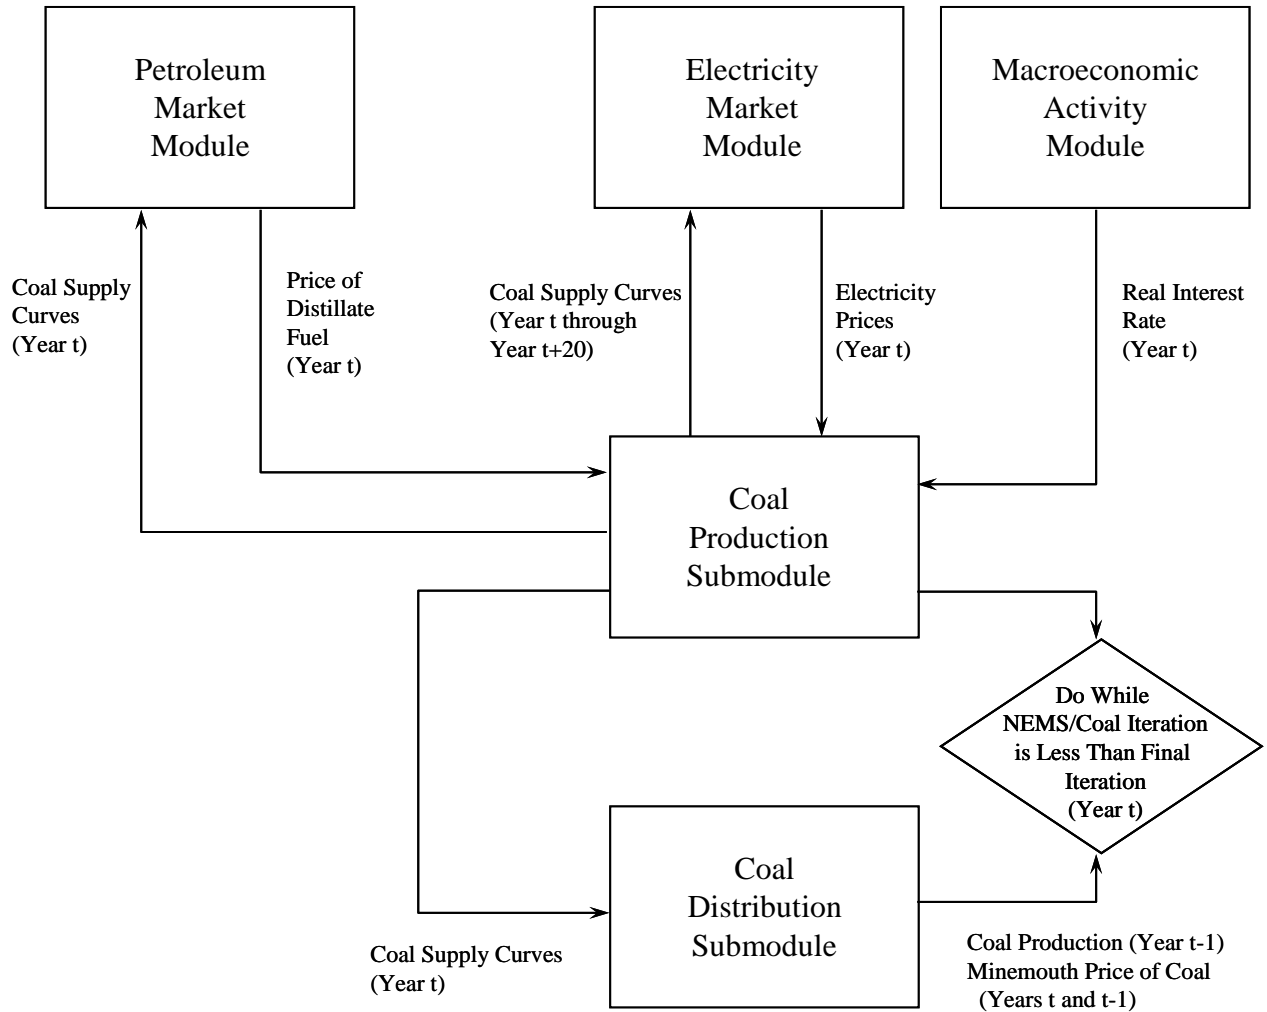 Petroleum
Market
Module
Electricity
Market
Module
Macroeconomic
Activity
Module
Coal Supply
Curves
(Year t)
Price of
Distillate
Fuel
(Year t)
Coal Supply Curves
(Year t through
Year t+20)
Electricity
Prices
(Year t)
Real Interest
Rate
(Year t)
Coal
Production
Submodule
Do While
NEMS/Coal Iteration
is Less Than Final
Iteration
(Year t)
Coal
Distribution
Submodule
Coal Supply Curves
(Year t)
Coal Production (Year t-1)
Minemouth Price of Coal
(Years t and t-1)